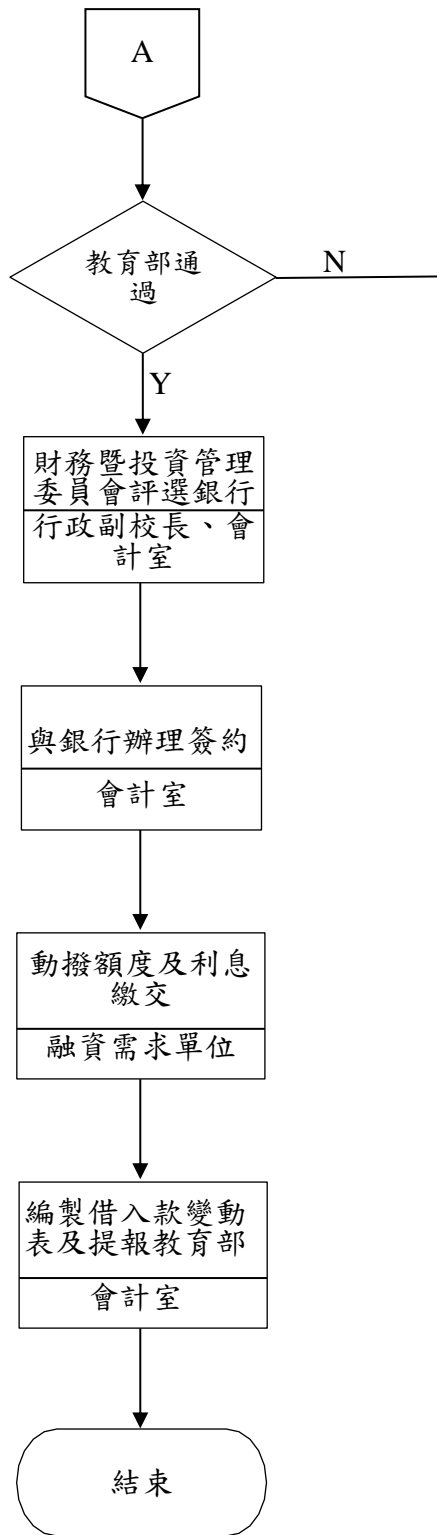 A
教育部通
過
N
Y
財務暨投資管理
委員會評選銀行
行政副校長、會
計室
與銀行辦理簽約
會計室
動撥額度及利息
繳交
融資需求單位
編製借入款變動
表及提報教育部
會計室
結束